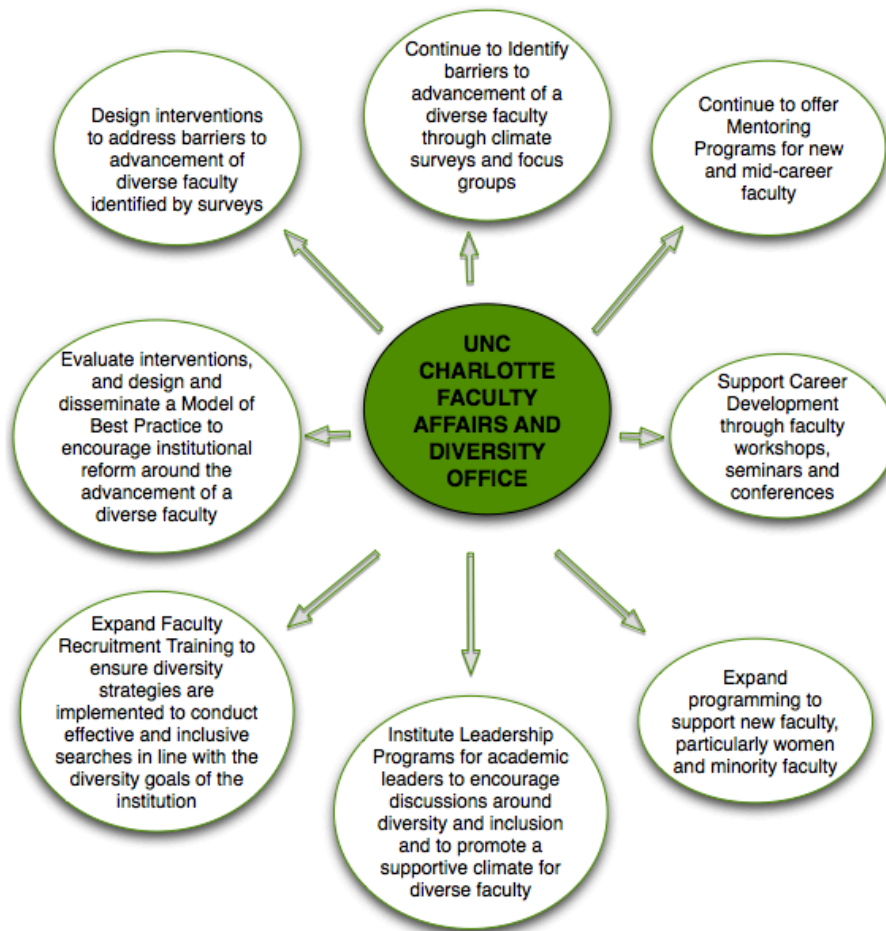 Continue to Identify
barriers to
advancement of a
diverse faculty
through climate
surveys and focus
groups
Design interventions
to address barriers to
advancement of
diverse faculty
identified by surveys
Continue to offer
Mentoring
Programs for new
and mid-career
faculty
UNC
CHARLOTTE
FACULTY
AFFAIRS AND
DIVERSITY
OFFICE
Evaluate interventions,
and design and
disseminate a Model of
Best Practice to
encourage institutional
reform around the
advancement of a
diverse faculty
Support Career
Development
through faculty
workshops,
seminars and
conferences
Expand Faculty
Recruitment Training to
ensure diversity
strategies are
implemented to conduct
effective and inclusive
searches in line with the
diversity goals of the
institution
Institute Leadership
Programs for academic
leaders to encourage
discussions around
diversity and inclusion
and to promote a
supportive climate for
diverse faculty
Expand
programming to
support new faculty,
particularly women
and minority faculty